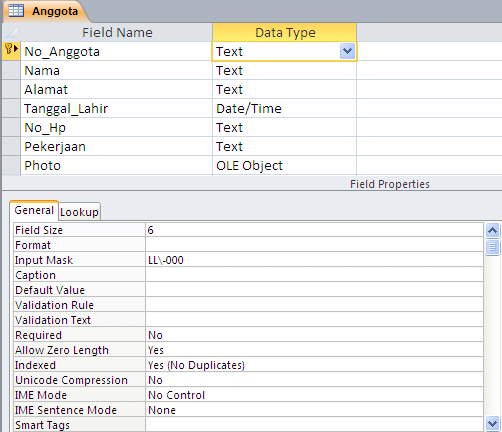 Anggota
Field Name Data Type
No_Anggota Text
Nama Text
Alamat Text
Tanggal_Lahir Date/Time
No_Hp Text
Pekerjaan Text
Photo OLE Object
Field Properties
General Lookup
Field Size 6
Format
Input Mask LL\-000
Caption
Default Value
Validation Rule
Validation Text
Required No
Allow Zero Length Yes
Indexed Yes (No Duplicates)
Unicode Compression No
IME Mode No Control
IME Sentence Mode None
Smart Tags